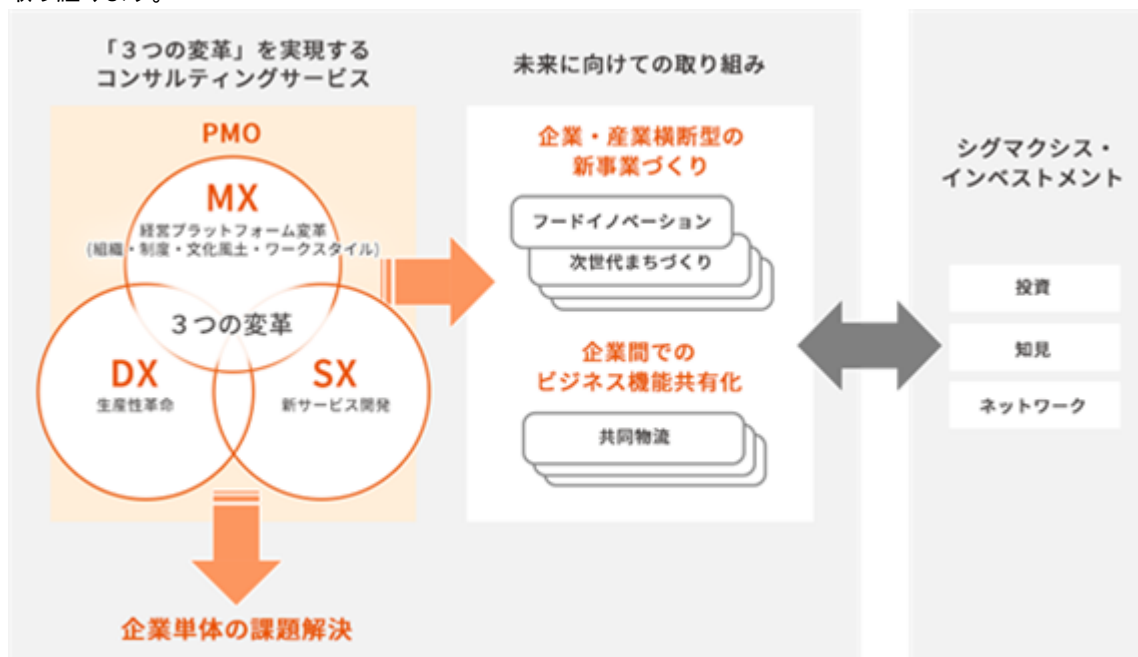 「３つの変革」を実現する
コンサルティングサービス
PMO
MX
経営プラットフォーム変革
(組織・制度・文化風土・ワークスタイル)
３つの変革
DX
生産性革命
SX
新サービス開発
企業単体の課題解決
未来に向けての取り組み
企業・産業横断型の
新事業づくり
フードイノベーション
次世代まちづくり
企業間での
ビジネス機能共有化
共同物流
シグマクシス・
インベストメント
投資
知見
ネットワーク